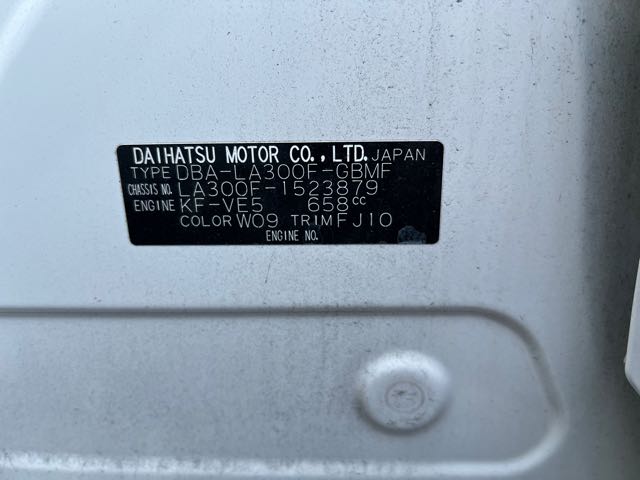 DAIHATSU MOTOR CO., LTD. JAPAN
TYPE DBA-LA300F-GBMF
CHASSIS NO. LA300F-1523879
ENGINE KF-VE5 658cc
COLOR W09 TRIM FJ10
ENGINE NO.